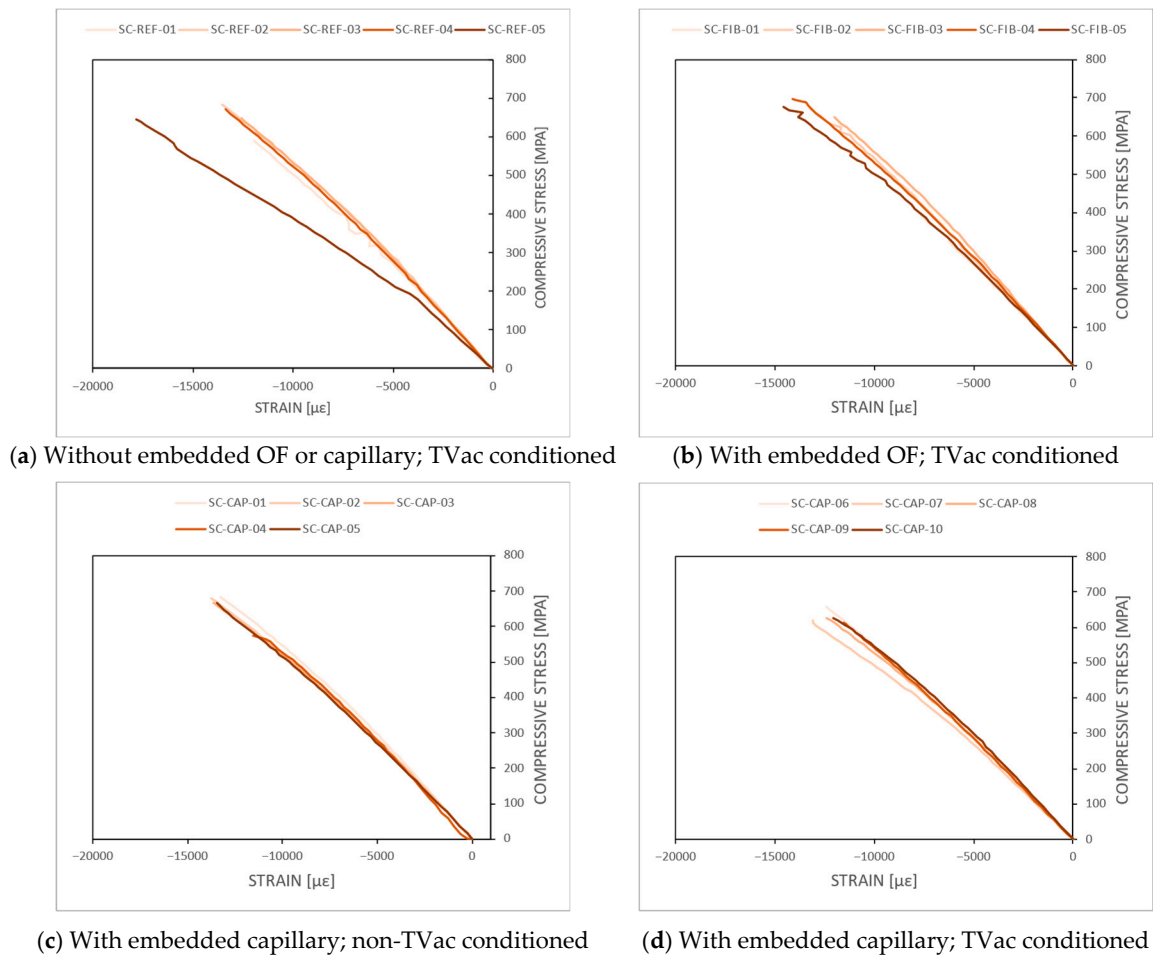 SC-REF-01 SC-REF-02 SC-REF-03 SC-REF-04 SC-REF-05
800
700
600
500
400
300
200
100
0
COMPRESSIVE STRESS [MPA]
−20000 −15000 −10000 −5000 0
STRAIN [µε]
(a) Without embedded OF or capillary; TVac conditioned
SC-FIB-01 SC-FIB-02 SC-FIB-03 SC-FIB-04 SC-FIB-05
800
700
600
500
400
300
200
100
0
COMPRESSIVE STRESS [MPA]
−20000 −15000 −10000 −5000 0
STRAIN [µε]
(b) With embedded OF; TVac conditioned
SC-CAP-01 SC-CAP-02 SC-CAP-03
SC-CAP-04 SC-CAP-05
800
700
600
500
400
300
200
100
0
COMPRESSIVE STRESS [MPA]
−20000 −15000 −10000 −5000 0
STRAIN [µε]
(c) With embedded capillary; non-TVac conditioned
SC-CAP-06 SC-CAP-07 SC-CAP-08
SC-CAP-09 SC-CAP-10
800
700
600
500
400
300
200
100
0
COMPRESSIVE STRESS [MPA]
−20000 −15000 −10000 −5000 0
STRAIN [µε]
(d) With embedded capillary; TVac conditioned